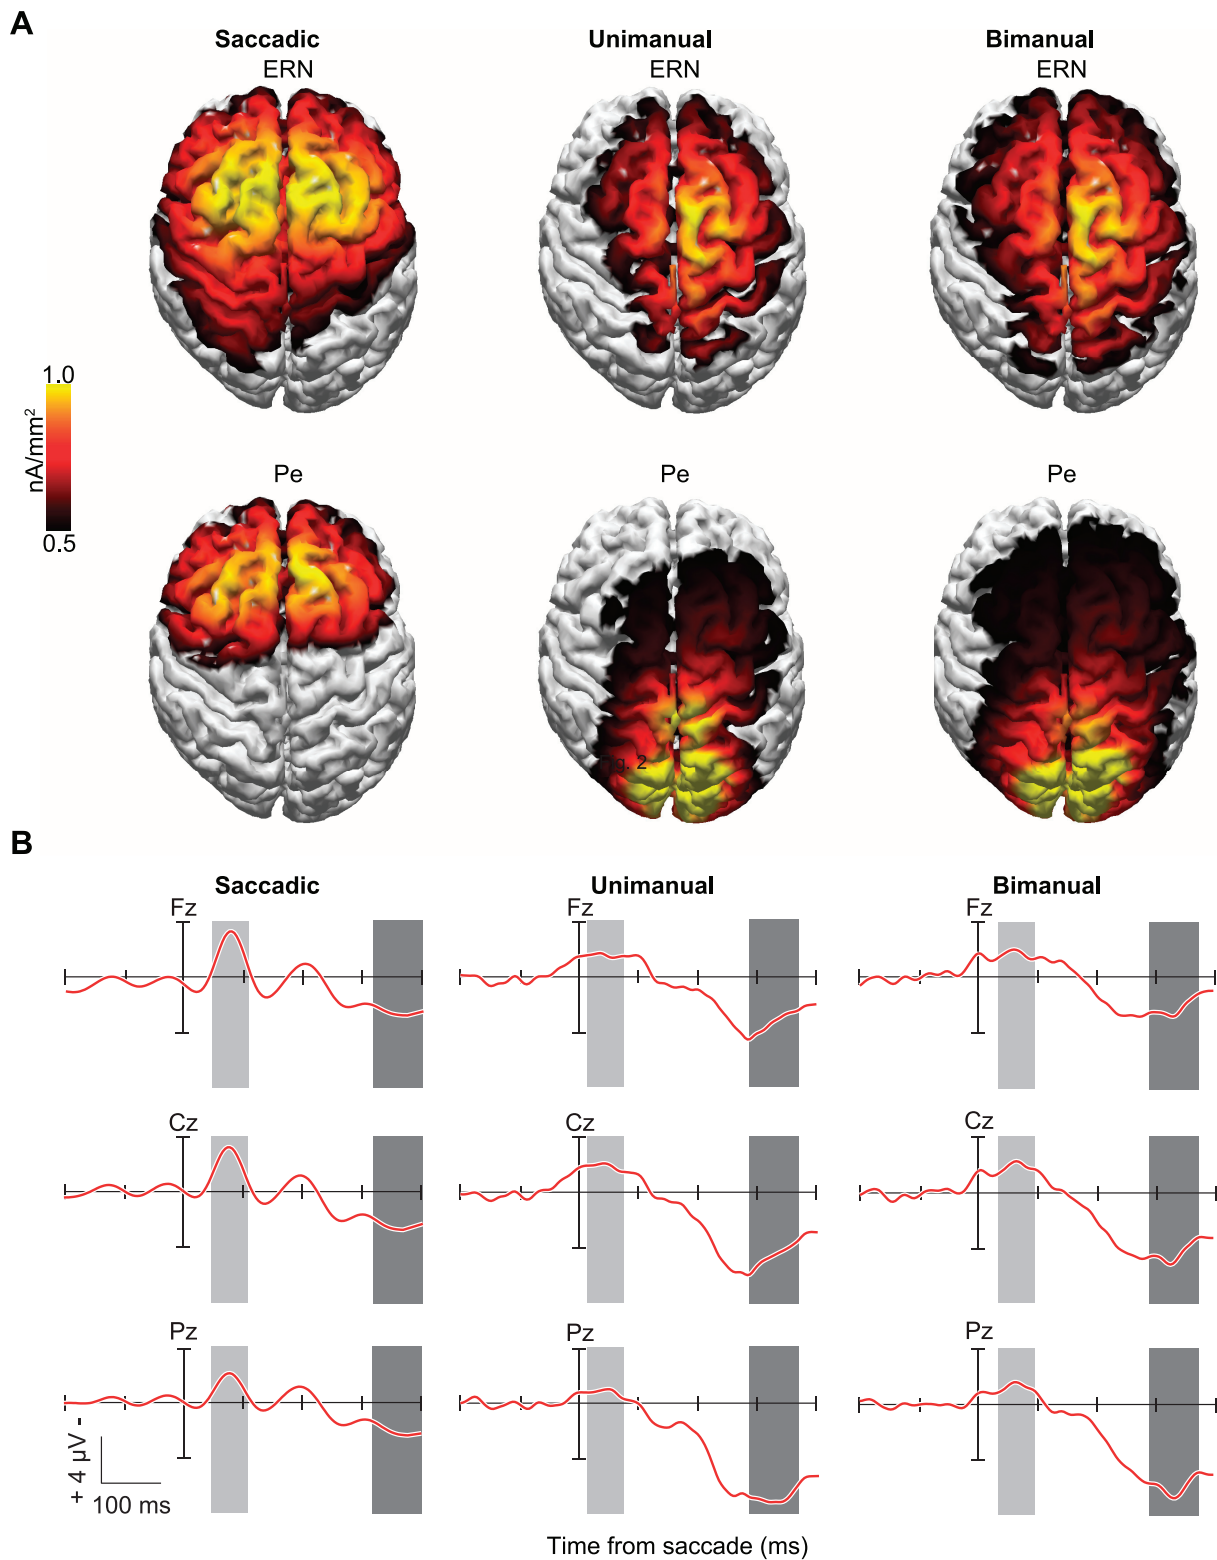 A
Saccadic Unimanual Bimanual
ERN ERN ERN
1.0
nA/mm²
0.5
Pe Pe Pe
g. 2
B
Saccadic Unimanual Bimanual
Fz Fz Fz
Cz Cz Cz
Pz Pz Pz
+ 4 µV -
100 ms
Time from saccade (ms)